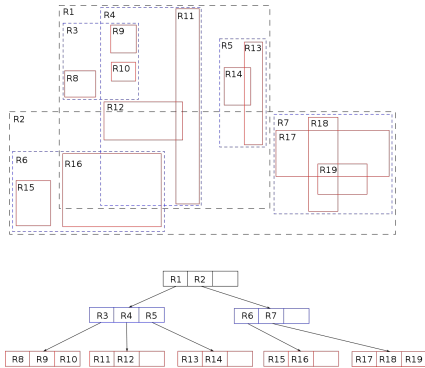 R1
R4
R11
R3
R9
R5
R13
R10
R14
R8
R12
R2
R7
R18
R17
R6
R16
R19
R15
R1 R2
R3 R4 R5
R6 R7
R8 R9 R10
R11 R12
R13 R14
R15 R16
R17 R18 R19